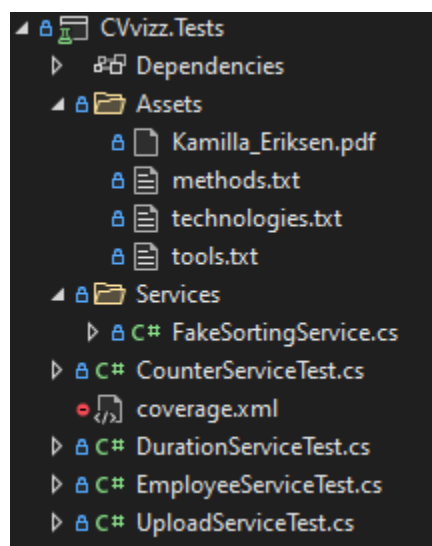 CVvizz.Tests
Dependencies
Assets
Kamilla_Eriksen.pdf
methods.txt
technologies.txt
tools.txt
Services
C# FakeSortingService.cs
C# CounterServiceTest.cs
coverage.xml
C# DurationServiceTest.cs
C# EmployeeServiceTest.cs
C# UploadServiceTest.cs